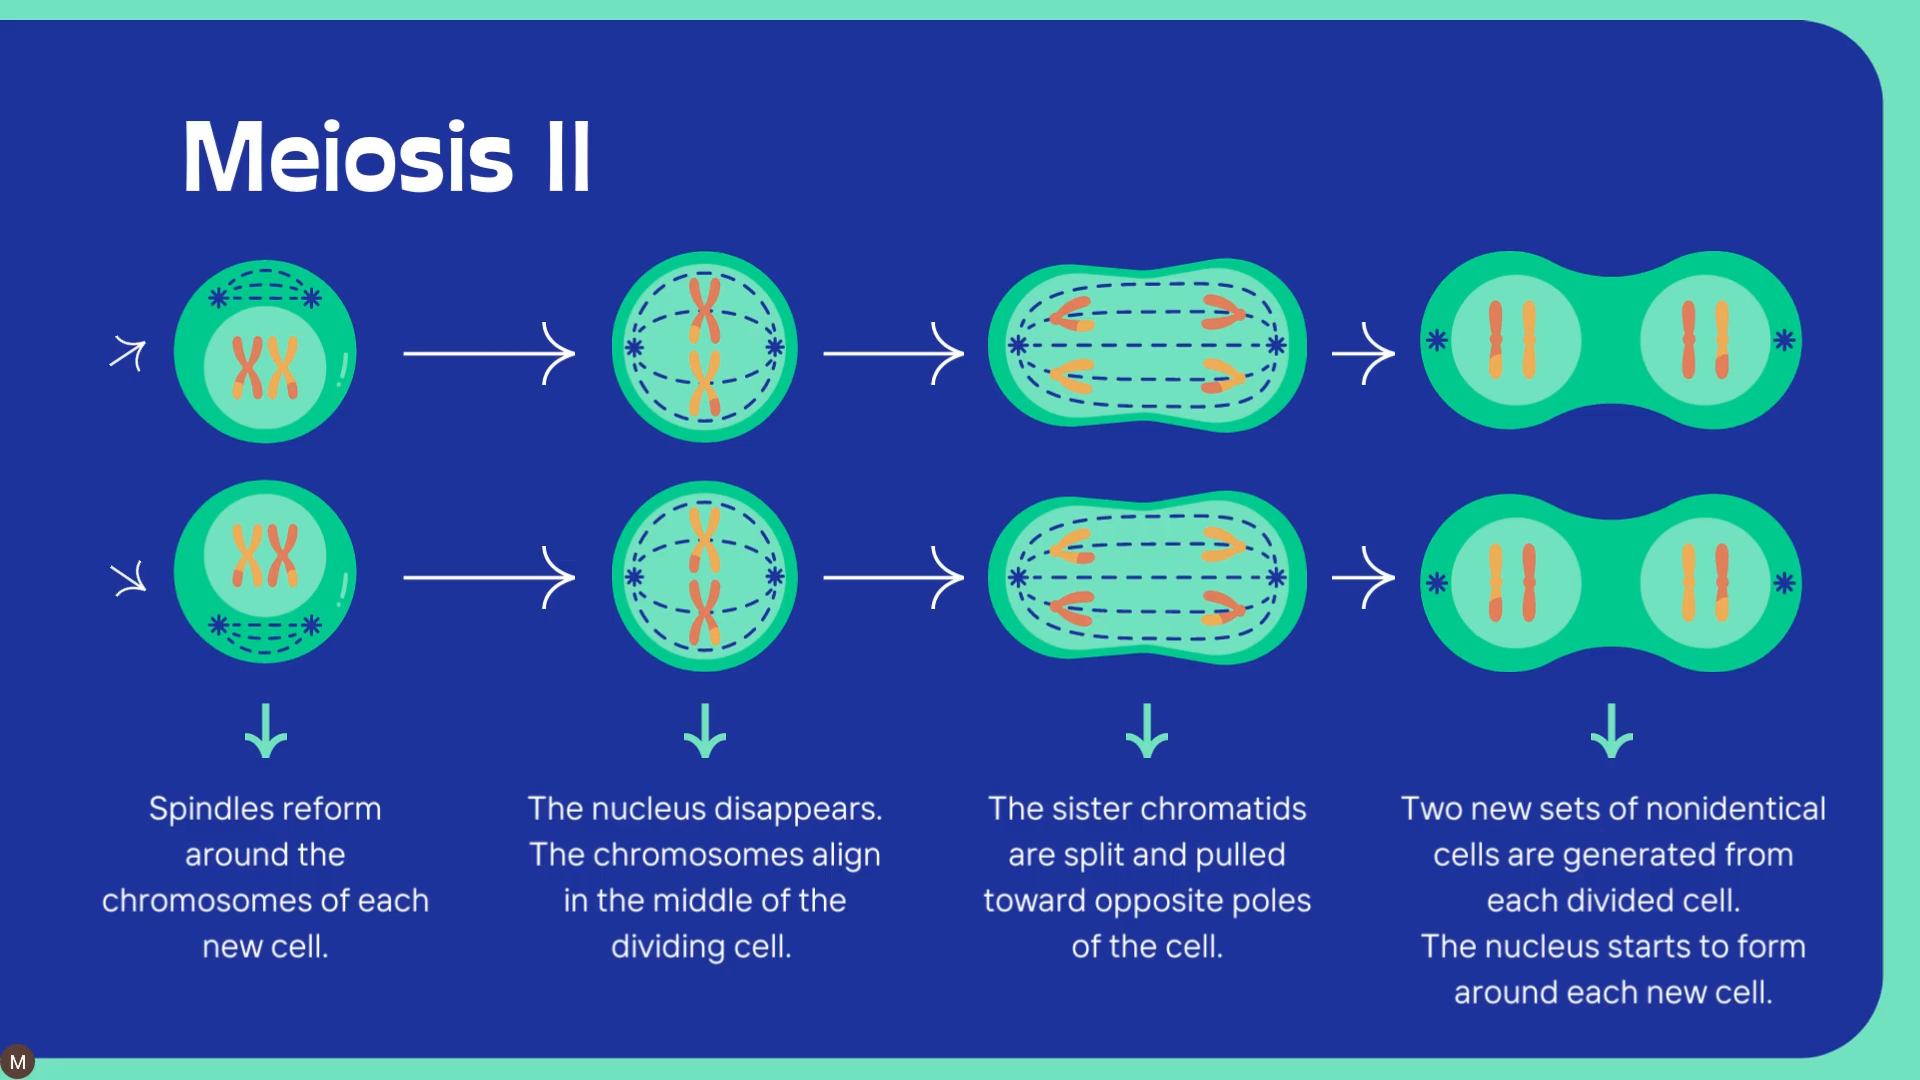 Meiosis II
Spindles reform
around the
chromosomes of each
new cell.
The nucleus disappears.
The chromosomes align
in the middle of the
dividing cell.
The sister chromatids
are split and pulled
toward opposite poles
of the cell.
Two new sets of nonidentical
cells are generated from
each divided cell.
The nucleus starts to form
around each new cell.
M